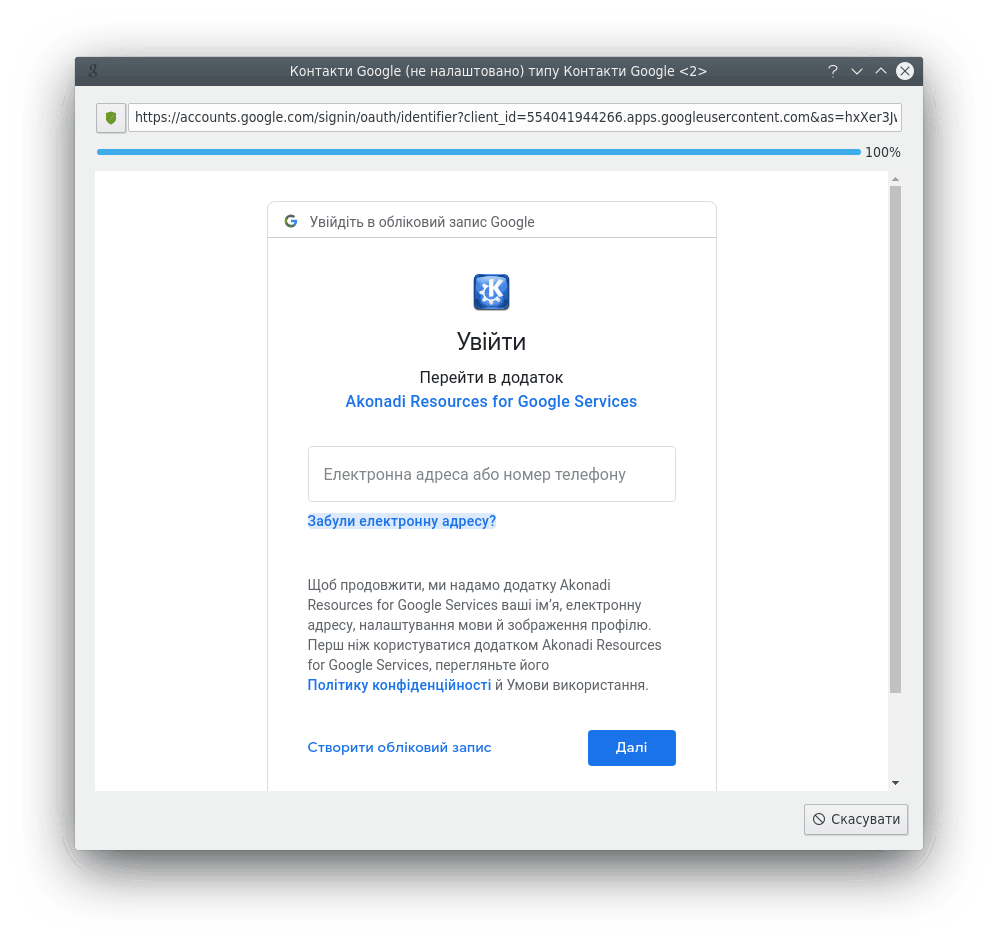 Контакти Google (не налаштовано) типу Контакти Google <2>
https://accounts.google.com/signin/oauth/identifier?client_id=554041944266.apps.googleusercontent.com&as=hxXer3J
100%
Увійдіть в обліковий запис Google
Увійти
Перейти в додаток
Akonadi Resources for Google Services
Електронна адреса або номер телефону
Забули електронну адресу?
Щоб продовжити, ми надамо додатку Akonadi
Resources for Google Services ваші ім’я, електронну
адресу, налаштування мови й зображення профілю.
Перш ніж користуватися додатком Akonadi Resources
for Google Services, перегляньте його
Політику конфіденційності й Умови використання.
Створити обліковий запис
Далі
Скасувати